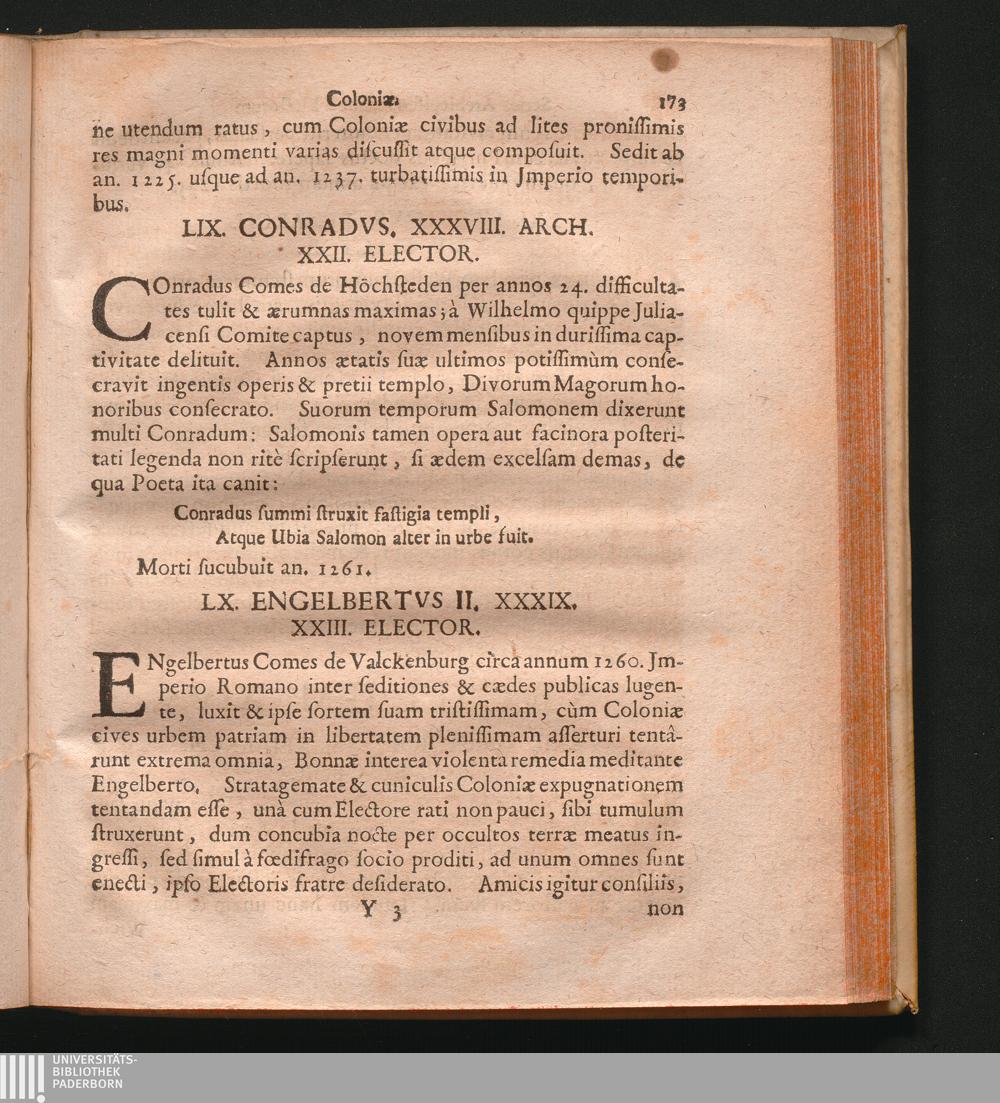 Coloniæ. 173
ne utendum ratus, cum Coloniæ civibus ad lites proniſſimis
res magni momenti varias diſcuſſit atque compoſuit. Sedit ab
an. 1225. uſque ad an. 1237. turbatiſſimis in Jmperio tempori-
bus.
LIX. CONRADVS. XXXVIII. ARCH.
XXII. ELECTOR.
COnradus Comes de Hôchſteden per annos 24. difficulta-
tes tulit & ærumnas maximas; à Wilhelmo quippe Julia-
cenſi Comite captus, novem menſibus in duriſſima cap-
tivitate delituit. Annos ætatis ſuæ ultimos potiſſimùm conſe-
cravit ingentis operis & pretii templo, Divorum Magorum ho-
noribus conſecrato. Suorum temporum Salomonem dixerunt
multi Conradum: Salomonis tamen opera aut facinora poſteri-
tati legenda non ritè ſcripſerunt, ſi ædem excelſam demas, de
qua Poeta ita canit:
Conradus ſummi ſtruxit faſtigia templi,
Atque Ubia Salomon alter in urbe fuit.
Morti ſucubuit an. 1261.
LX. ENGELBERTVS II. XXXIX.
XXIII. ELECTOR.
ENgelbertus Comes de Valckenburg circa annum 1260. Jm-
perio Romano inter ſeditiones & cædes publicas lugen-
te, luxit & ipſe ſortem ſuam triſtiſſimam, cùm Coloniæ
cives urbem patriam in libertatem pleniſſimam aſſerturi tentâ-
runt extrema omnia, Bonnæ interea violenta remedia meditante
Engelberto. Stratagemate & cuniculis Coloniæ expugnationem
tentandam eſſe, unà cum Electore rati non pauci, ſibi tumulum
ſtruxerunt, dum concubia nocte per occultos terræ meatus in-
greſſi, ſed ſimul à fœdifrago ſocio proditi, ad unum omnes ſunt
enecti, ipſo Electoris fratre deſiderato. Amicis igitur conſiliis,
Y 3 non
UNIVERSITÄTS-
BIBLIOTHEK
PADERBORN